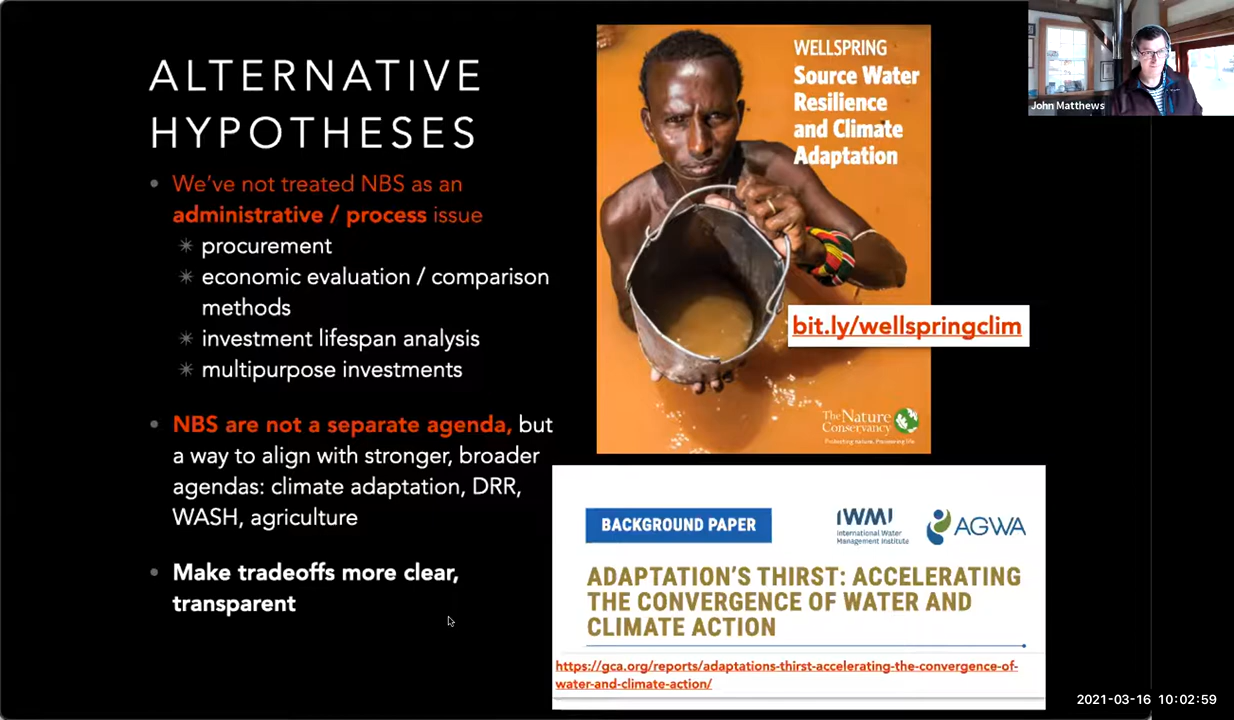 ALTERNATIVE
HYPOTHESES
We've not treated NBS as an
administrative / process issue
procurement
economic evaluation / comparison
methods
investment lifespan analysis
multipurpose investments
NBS are not a separate agenda, but
a way to align with stronger, broader
agendas: climate adaptation, DRR,
WASH, agriculture
Make tradeoffs more clear,
transparent
WELLSPRING
Source Water
Resilience
and Climate
Adaptation
bit.ly/wellspringclim
The Nature
Conservancy
Protecting nature. Preserving life.
BACKGROUND PAPER
IWMI
International Water
Management Institute
AGWA
ADAPTATION'S THIRST: ACCELERATING
THE CONVERGENCE OF WATER AND
CLIMATE ACTION
https://gca.org/reports/adaptations-thirst-accelerating-the-convergence-of-
water-and-climate-action/
John Matthews
2021-03-16 10:02:59